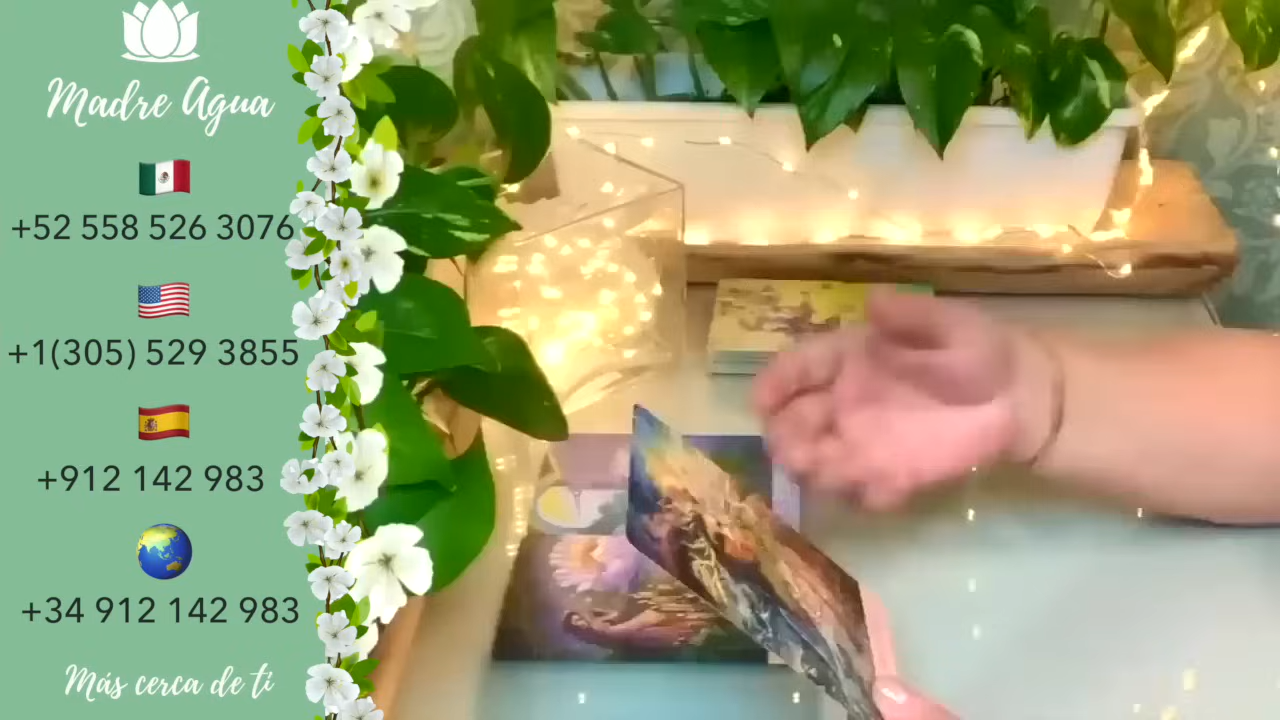 Madre Agua
+52 558 526 3076
+1(305) 529 3855
+912 142 983
+34 912 142 983
Más cerca de ti